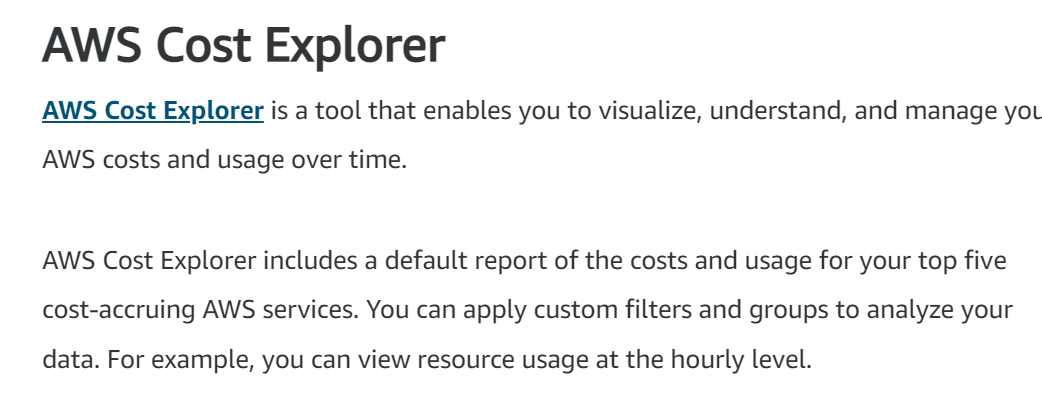 AWS Cost Explorer
AWS Cost Explorer is a tool that enables you to visualize, understand, and manage you
AWS costs and usage over time.
AWS Cost Explorer includes a default report of the costs and usage for your top five
cost-accruing AWS services. You can apply custom filters and groups to analyze your
data. For example, you can view resource usage at the hourly level.